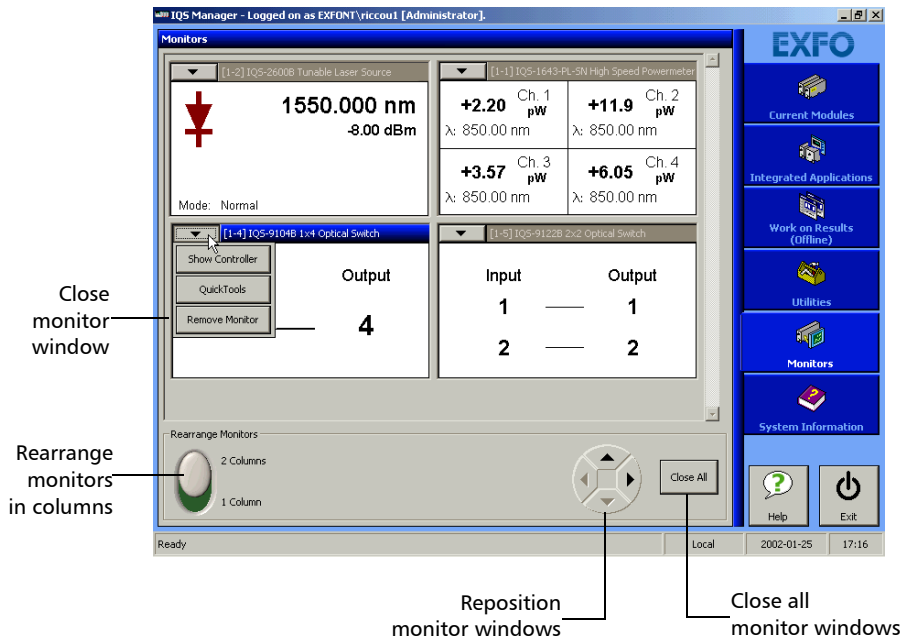 IQS Manager - Logged on as EXFONT\riccou1 [Administrator].
Monitors
[1-2] IQS-2600B Tunable Laser Source
1550.000 nm
-8.00 dBm
Mode: Normal
[1-1] IQS-1643-PL-SN High Speed Powermeter
+2.20 Ch. 1 pW
λ: 850.00 nm
+11.9 Ch. 2 pW
λ: 850.00 nm
+3.57 Ch. 3 pW
λ: 850.00 nm
+6.05 Ch. 4 pW
λ: 850.00 nm
[1-4] IQS-9104B 1x4 Optical Switch
Show Controller
QuickTools
Remove Monitor
Output
4
[1-5] IQS-9122B 2x2 Optical Switch
Input Output
1 1
2 2
Rearrange Monitors
2 Columns
1 Column
Close All
EXFO
Current Modules
Integrated Applications
Work on Results
(Offline)
Utilities
Monitors
System Information
Help
Exit
Ready
Local
2002-01-25
17:16
Close
monitor
window
Rearrange
monitors
in columns
Reposition
monitor windows
Close all
monitor windows